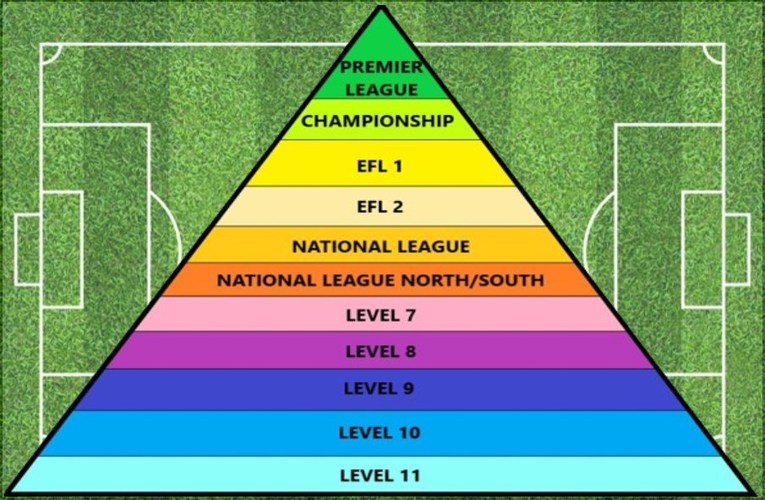 PREMIER
LEAGUE
CHAMPIONSHIP
EFL 1
EFL 2
NATIONAL LEAGUE
NATIONAL LEAGUE NORTH/SOUTH
LEVEL 7
LEVEL 8
LEVEL 9
LEVEL 10
LEVEL 11